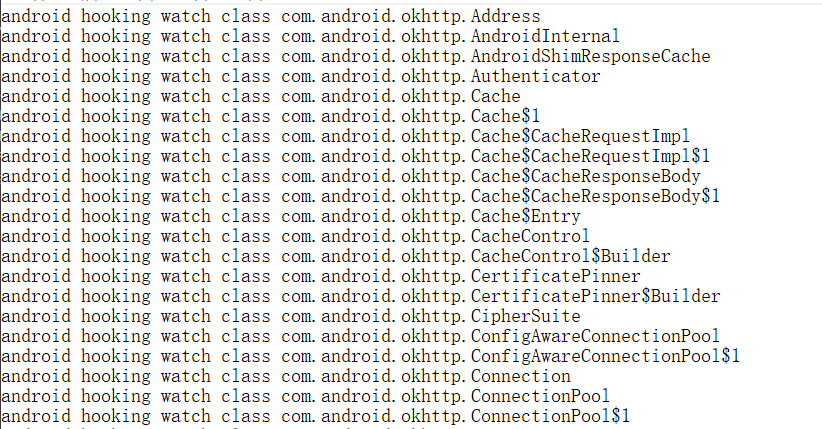 android hooking watch class com.android.okhttp.Address
android hooking watch class com.android.okhttp.AndroidInternal
android hooking watch class com.android.okhttp.AndroidShimResponseCache
android hooking watch class com.android.okhttp.Authenticator
android hooking watch class com.android.okhttp.Cache
android hooking watch class com.android.okhttp.Cache$1
android hooking watch class com.android.okhttp.Cache$CacheRequestImpl
android hooking watch class com.android.okhttp.Cache$CacheRequestImpl$1
android hooking watch class com.android.okhttp.Cache$CacheResponseBody
android hooking watch class com.android.okhttp.Cache$CacheResponseBody$1
android hooking watch class com.android.okhttp.Cache$Entry
android hooking watch class com.android.okhttp.CacheControl
android hooking watch class com.android.okhttp.CacheControl$Builder
android hooking watch class com.android.okhttp.CertificatePinner
android hooking watch class com.android.okhttp.CertificatePinner$Builder
android hooking watch class com.android.okhttp.CipherSuite
android hooking watch class com.android.okhttp.ConfigAwareConnectionPool
android hooking watch class com.android.okhttp.ConfigAwareConnectionPool$1
android hooking watch class com.android.okhttp.Connection
android hooking watch class com.android.okhttp.ConnectionPool
android hooking watch class com.android.okhttp.ConnectionPool$1